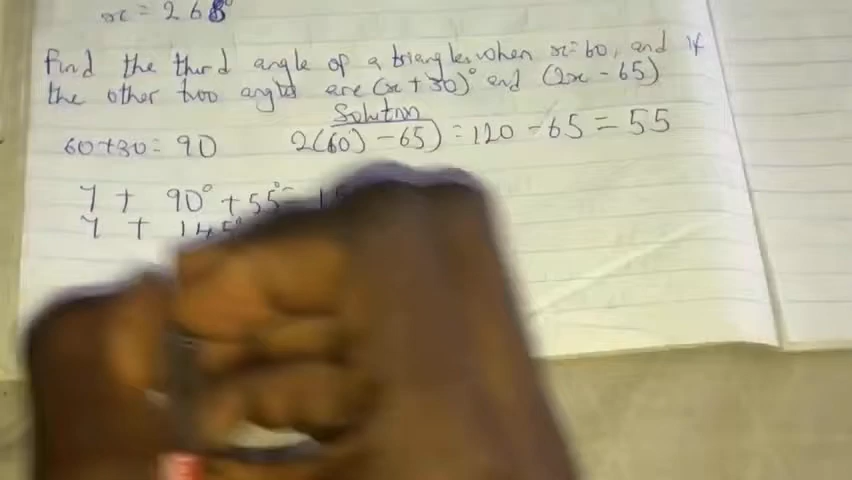 x = 268°
Find the third angle of a triangle, when x=60, and if
the other two angles are (x + 30)° and (2x - 65)
Solution
60+30 = 90 2(60) - 65) = 120 - 65 = 55
y + 90° + 55°
y + 145°